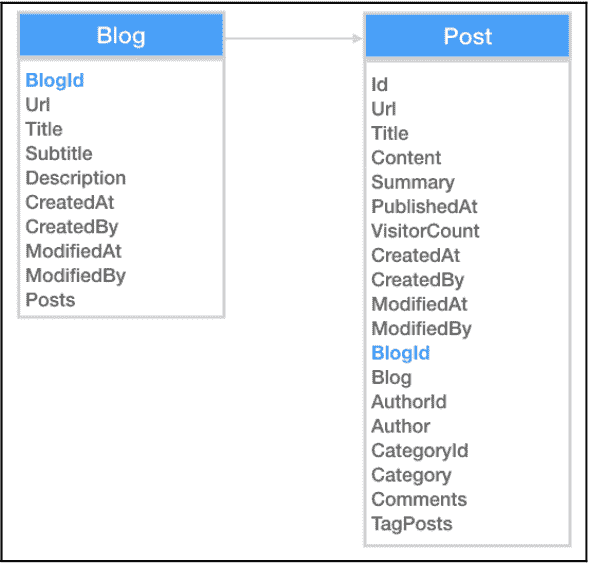 Blog
BlogId
Url
Title
Subtitle
Description
CreatedAt
CreatedBy
ModifiedAt
ModifiedBy
Posts
Post
Id
Url
Title
Content
Summary
PublishedAt
VisitorCount
CreatedAt
CreatedBy
ModifiedAt
ModifiedBy
BlogId
Blog
AuthorId
Author
CategoryId
Category
Comments
TagPosts